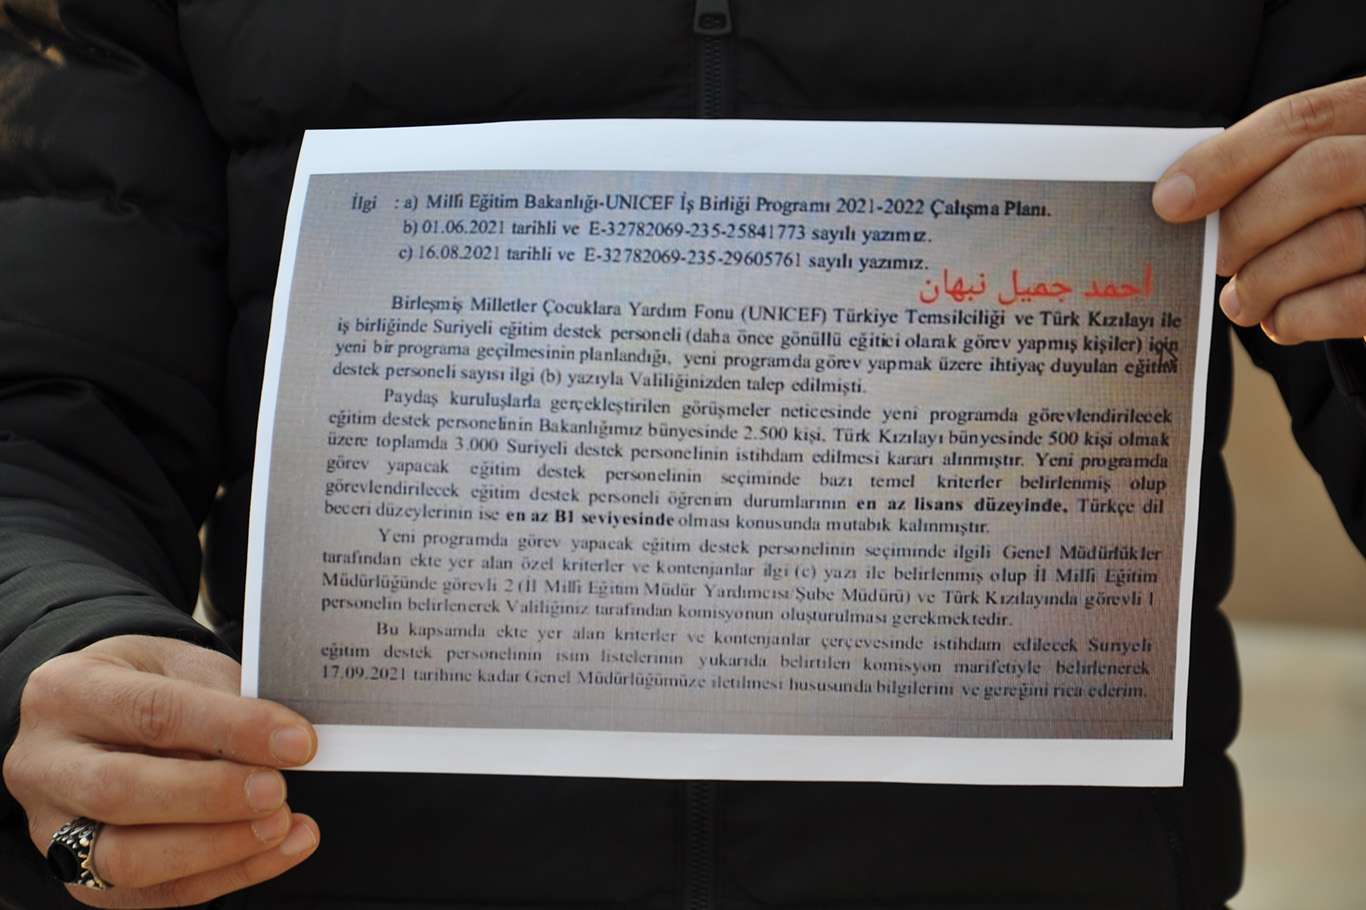 İlgi : a) Milli Eğitim Bakanlığı-UNICEF İş Birliği Programı 2021-2022 Çalışma Planı.
b) 01.06.2021 tarihli ve E-32782069-235-25841773 sayılı yazımız.
c) 16.08.2021 tarihli ve E-32782069-235-29605761 sayılı yazımız.
أحمد جميل نبهان
Birleşmiş Milletler Çocuklara Yardım Fonu (UNICEF) Türkiye Temsilciliği ve Türk Kızılayı ile
iş birliğinde Suriyeli eğitim destek personeli (daha önce gönüllü eğitici olarak görev yapmış kişiler) için
yeni bir programa geçilmesinin planlandığı, yeni programda görev yapmak üzere ihtiyaç duyulan eğitim
destek personeli sayısı ilgi (b) yazıyla Valiliğinizden talep edilmişti.
Paydaş kuruluşlarla gerçekleştirilen görüşmeler neticesinde yeni programda görevlendirilecek
eğitim destek personelinin Bakanlığımız bünyesinde 2.500 kişi, Türk Kızılayı bünyesinde 500 kişi olmak
üzere toplamda 3.000 Suriyeli destek personelinin istihdam edilmesi kararı alınmıştır. Yeni programda
görev yapacak eğitim destek personelinin seçiminde bazı temel kriterler belirlenmiş olup
görevlendirilecek eğitim destek personeli öğrenim durumlarının en az lisans düzeyinde, Türkçe dil
beceri düzeylerinin ise en az B1 seviyesinde olması konusunda mutabık kalınmıştır.
Yeni programda görev yapacak eğitim destek personelinin seçiminde ilgili Genel Müdürlükler
tarafından ekte yer alan özel kriterler ve kontenjanlar ilgi (c) yazı ile belirlenmiş olup İl Milli Eğitim
Müdürlüğünde görevli 2 (İl Milli Eğitim Müdür Yardımcısı/Şube Müdürü) ve Türk Kızılayında görevli 1
personelin belirlenerek Valiliğiniz tarafından komisyonun oluşturulması gerekmektedir.
Bu kapsamda ekte yer alan kriterler ve kontenjanlar çerçevesinde istihdam edilecek Suriyeli
eğitim destek personelinin isim listelerinin yukarıda belirtilen komisyon marifetiyle belirlenerek
17.09.2021 tarihine kadar Genel Müdürlüğümüze iletilmesi hususunda bilgilerini ve gereğini rica ederim.